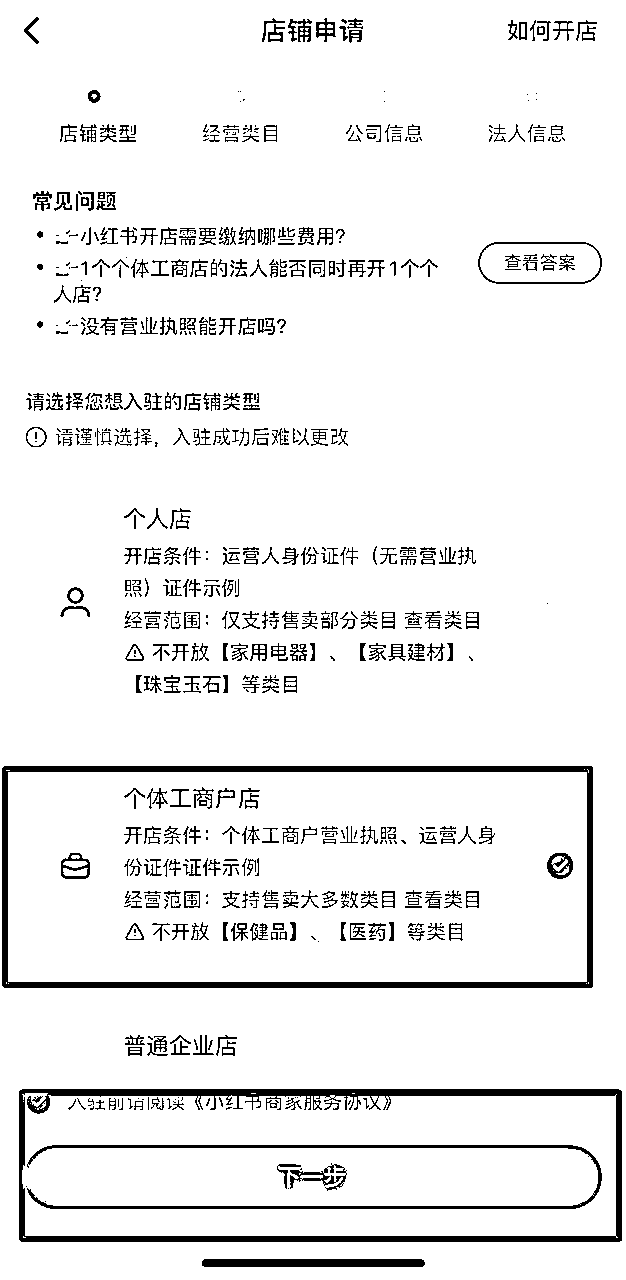 店铺申请 如何开店
店铺类型 经营类目 公司信息 法人信息
常见问题
• 小红书开店需要缴纳哪些费用？
• 1个个体工商店的法人能否同时再开1个个
人店？
• 没有营业执照能开店吗？
查看答案
请选择您想入驻的店铺类型
请谨慎选择，入驻成功后难以更改
个人店
开店条件：运营人身份证件（无需营业执
照）证件示例
经营范围：仅支持售卖部分类目 查看类目
不开放【家用电器】、【家具建材】、
【珠宝玉石】等类目
个体工商户店
开店条件：个体工商户营业执照、运营人身
份证件证件示例
经营范围：支持售卖大多数类目 查看类目
不开放【保健品】、【医药】等类目
普通企业店
入驻前请阅读《小红书商家服务协议》
下一步